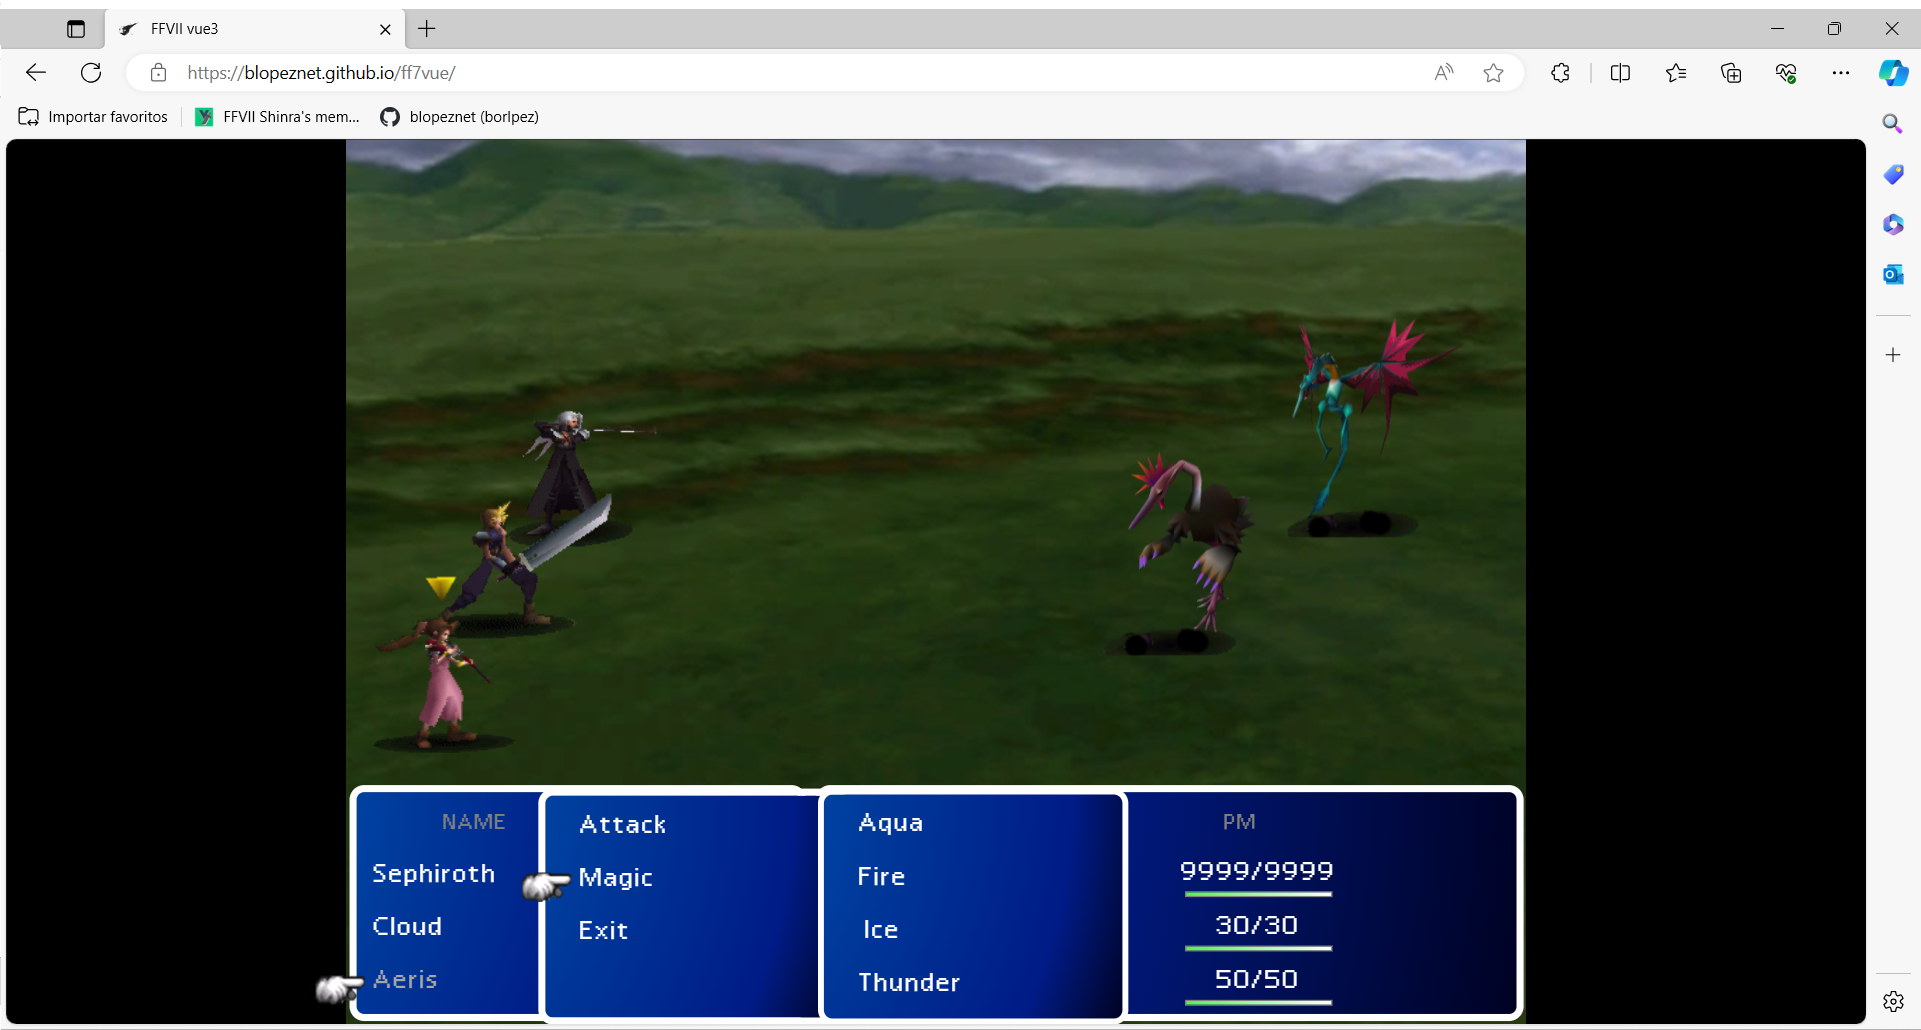 FFVII vue3
https://blopeznet.github.io/ff7vue/
Importar favoritos
FFVII Shinra's mem...
blopeznet (borlpez)
NAME
Sephiroth
Cloud
Aeris
Attack
Magic
Exit
Aqua
Fire
Ice
Thunder
PM
9999/9999
30/30
50/50